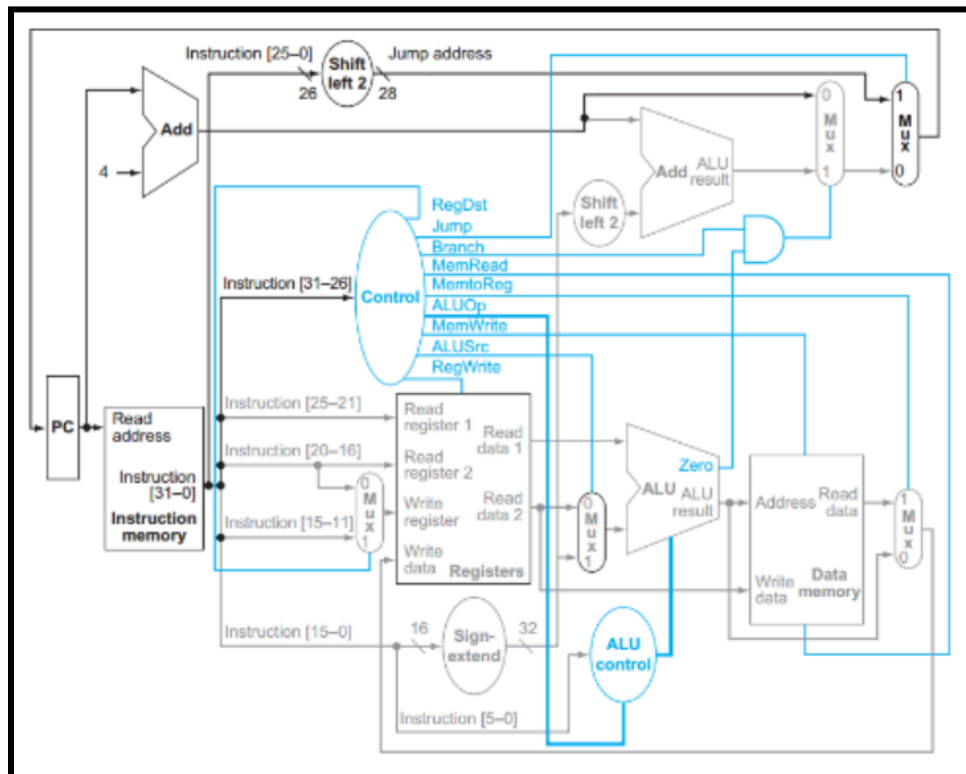 Instruction [25–0]
Shift left 2
Jump address
26
28
Add
4
0
Mux
1
1
Mux
0
Add
ALU result
Shift left 2
RegDst
Jump
Branch
MemRead
MemtoReg
ALUOp
MemWrite
ALUSrc
RegWrite
Instruction [31–26]
Control
PC
Read address
Instruction [31–0]
Instruction memory
Instruction [25–21]
Instruction [20–16]
Instruction [15–11]
0
Mux
1
Read register 1
Read register 2
Write register
Write data
Read data 1
Read data 2
Registers
0
Mux
1
Zero
ALU
ALU result
Address
Read data
Write data
Data memory
1
Mux
0
Instruction [15–0]
16
Sign-extend
32
ALU control
Instruction [5–0]